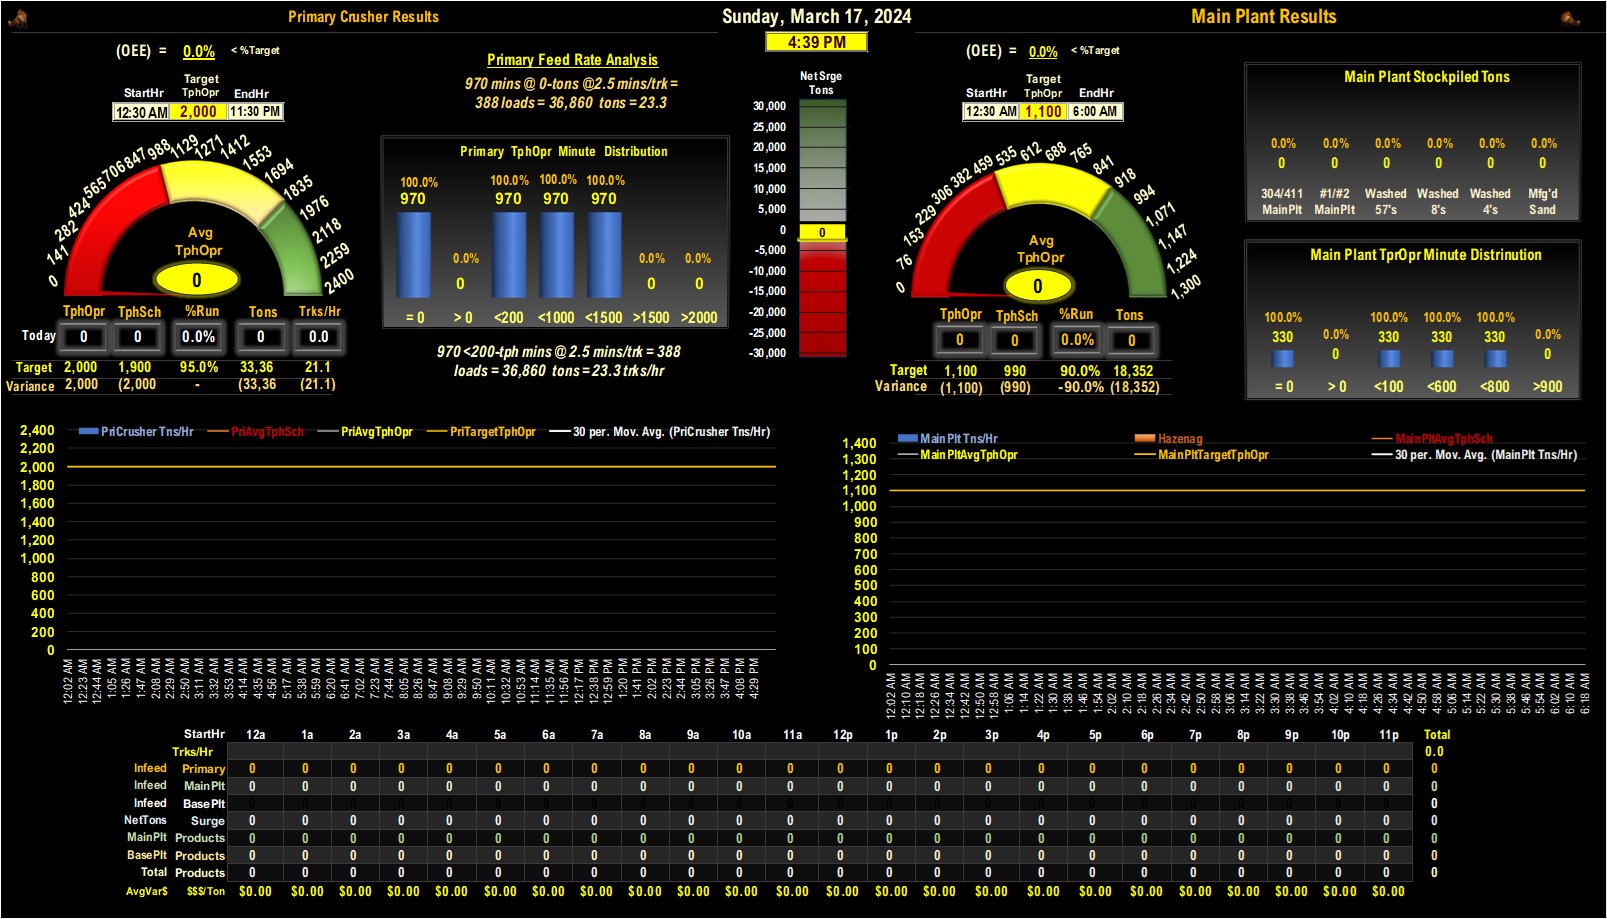 Primary Crusher Results
Sunday, March 17, 2024
Main Plant Results
4:39 PM
(OEE) = 0.0% < %Target
Target
StartHr TphOpr EndHr
12:30 AM 2,000 11:30 PM
Primary Feed Rate Analysis
970 mins @ 0-tons @2.5 mins/trk =
388 loads = 36,860 tons = 23.3
0 141 282 424 565 706 847 988 1129 1271 1412 1553 1694 1835 1976 2118 2259 2400
Avg
TphOpr
0
TphOpr TphSch %Run Tons Trks/Hr
Today 0 0 0.0% 0 0.0
Target 2,000 1,900 95.0% 33,36 21.1
Variance 2,000 (2,000 - (33,36 (21.1)
Primary TphOpr Minute Distribution
100.0% 0.0% 100.0% 100.0% 100.0% 0.0% 0.0%
970 0 970 970 970 0 0
= 0 > 0 <200 <1000 <1500 >1500 >2000
970 <200-tph mins @ 2.5 mins/trk = 388
loads = 36,860 tons = 23.3 trks/hr
Net Srge
Tons
30,000
25,000
20,000
15,000
10,000
5,000
0 0
-5,000
-10,000
-15,000
-20,000
-25,000
-30,000
(OEE) = 0.0% < %Target
Target
StartHr TphOpr EndHr
12:30 AM 1,100 6:00 AM
0 76 153 229 306 382 459 535 612 688 765 841 918 994 1,071 1,147 1,224 1,300
Avg
TphOpr
0
TphOpr TphSch %Run Tons
0 0 0.0% 0
Target 1,100 990 90.0% 18,352
Variance (1,100) (990) -90.0% (18,352)
Main Plant Stockpiled Tons
0.0% 0.0% 0.0% 0.0% 0.0% 0.0%
0 0 0 0 0 0
304/411 #1/#2 Washed Washed Washed Mfg'd
MainPlt MainPlt 57's 8's 4's Sand
Main Plant TprOpr Minute Distrinution
100.0% 0.0% 100.0% 100.0% 100.0% 0.0%
330 0 330 330 330 0
= 0 > 0 <100 <600 <800 >900
PriCrusher Tns/Hr PriAvgTphSch PriAvgTphOpr PriTargetTphOpr 30 per. Mov. Avg. (PriCrusher Tns/Hr)
2,400
2,200
2,000
1,800
1,600
1,400
1,200
1,000
800
600
400
200
0
12:02 AM 12:23 AM 12:44 AM 1:05 AM 1:26 AM 1:47 AM 2:08 AM 2:29 AM 2:50 AM 3:11 AM 3:32 AM 3:53 AM 4:14 AM 4:35 AM 4:56 AM 5:17 AM 5:38 AM 5:59 AM 6:20 AM 6:41 AM 7:02 AM 7:23 AM 7:44 AM 8:05 AM 8:26 AM 8:47 AM 9:08 AM 9:29 AM 9:50 AM 10:11 AM 10:32 AM 10:53 AM 11:14 AM 11:35 AM 11:56 AM 12:17 PM 12:38 PM 12:59 PM 1:20 PM 1:41 PM 2:02 PM 2:23 PM 2:44 PM 3:05 PM 3:26 PM 3:47 PM 4:08 PM 4:29 PM
MainPlt Tns/Hr Hazenag MainPltAvgTphSch
MainPltAvgTphOpr MainPltTargetTphOpr 30 per. Mov. Avg. (MainPlt Tns/Hr)
1,400
1,300
1,200
1,100
1,000
900
800
700
600
500
400
300
200
100
0
12:02 AM 12:10 AM 12:18 AM 12:26 AM 12:34 AM 12:42 AM 12:50 AM 12:58 AM 1:06 AM 1:14 AM 1:22 AM 1:30 AM 1:38 AM 1:46 AM 1:54 AM 2:02 AM 2:10 AM 2:18 AM 2:26 AM 2:34 AM 2:42 AM 2:50 AM 2:58 AM 3:06 AM 3:14 AM 3:22 AM 3:30 AM 3:38 AM 3:46 AM 3:54 AM 4:02 AM 4:10 AM 4:18 AM 4:26 AM 4:34 AM 4:42 AM 4:50 AM 4:58 AM 5:06 AM 5:14 AM 5:22 AM 5:30 AM 5:38 AM 5:46 AM 5:54 AM 6:02 AM 6:10 AM 6:18 AM
StartHr 12a 1a 2a 3a 4a 5a 6a 7a 8a 9a 10a 11a 12p 1p 2p 3p 4p 5p 6p 7p 8p 9p 10p 11p Total
Trks/Hr 0.0
Infeed Primary 0 0 0 0 0 0 0 0 0 0 0 0 0 0 0 0 0 0 0 0 0 0 0 0 0
Infeed MainPlt 0 0 0 0 0 0 0 0 0 0 0 0 0 0 0 0 0 0 0 0 0 0 0 0 0
Infeed BasePlt 0 0 0 0 0 0 0 0 0 0 0 0 0 0 0 0 0 0 0 0 0 0 0 0 0
NetTons Surge 0 0 0 0 0 0 0 0 0 0 0 0 0 0 0 0 0 0 0 0 0 0 0 0 0
MainPlt Products 0 0 0 0 0 0 0 0 0 0 0 0 0 0 0 0 0 0 0 0 0 0 0 0 0
BasePlt Products 0 0 0 0 0 0 0 0 0 0 0 0 0 0 0 0 0 0 0 0 0 0 0 0 0
Total Products 0 0 0 0 0 0 0 0 0 0 0 0 0 0 0 0 0 0 0 0 0 0 0 0 0
AvgVar$ $$$/Ton $0.00 $0.00 $0.00 $0.00 $0.00 $0.00 $0.00 $0.00 $0.00 $0.00 $0.00 $0.00 $0.00 $0.00 $0.00 $0.00 $0.00 $0.00 $0.00 $0.00 $0.00 $0.00 $0.00 $0.00